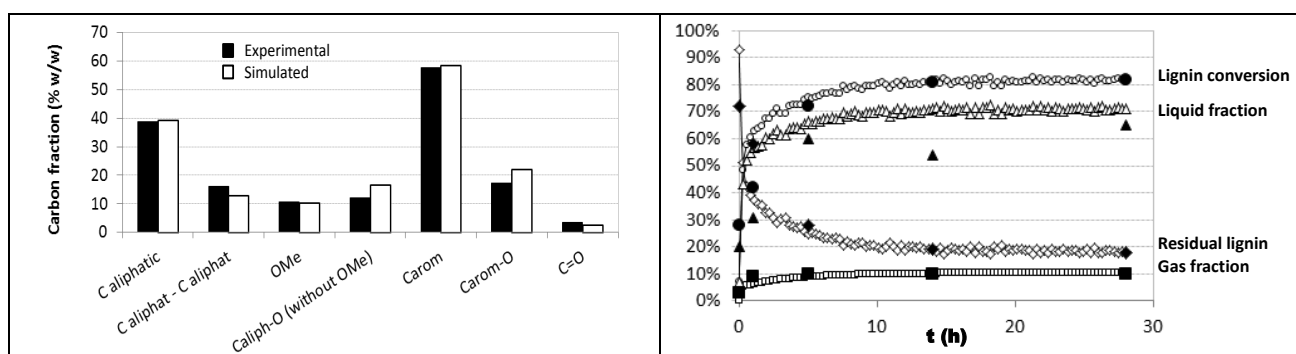 Carbon fraction (% w/w)
70
60
50
40
30
20
10
0
Experimental
Simulated
C aliphatic
C aliphat - C aliphat
OMe
Caliph-O (without OMe)
Carom
Carom-O
C=O
100%
90%
80%
70%
60%
50%
40%
30%
20%
10%
0%
Lignin conversion
Liquid fraction
Residual lignin
Gas fraction
0
10
20
30
t (h)